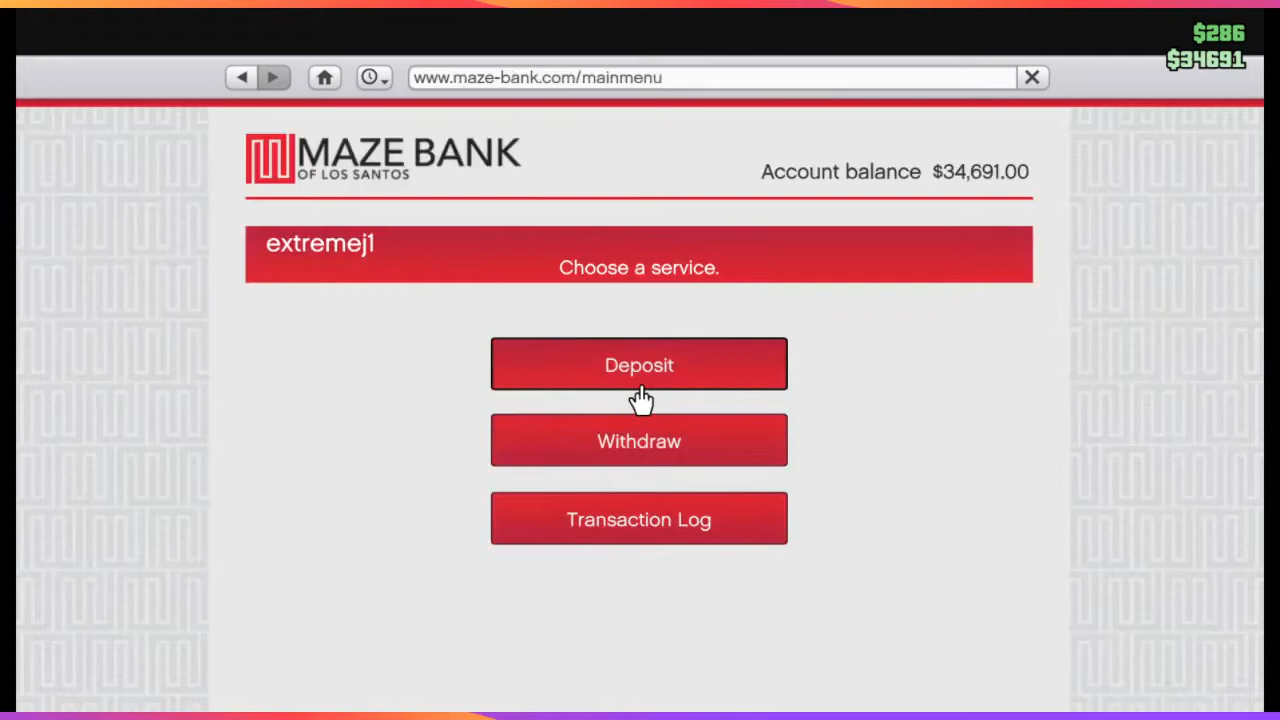 $286
$34691
www.maze-bank.com/mainmenu
MAZE BANK
OF LOS SANTOS
Account balance $34,691.00
extremej1
Choose a service.
Deposit
Withdraw
Transaction Log